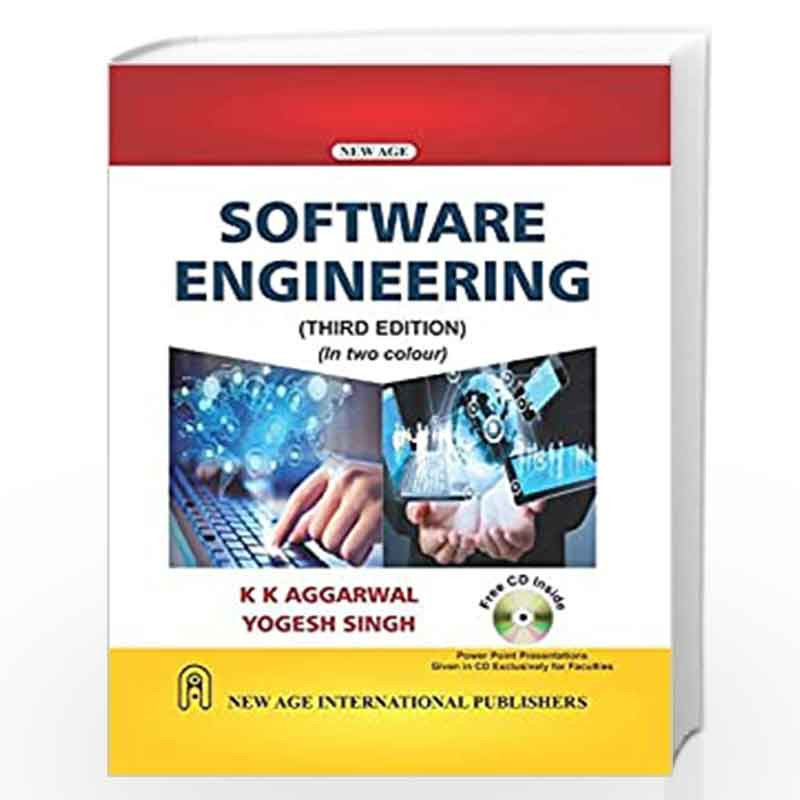 NEW AGE
SOFTWARE
ENGINEERING
(THIRD EDITION)
(In two colour)
K K AGGARWAL
YOGESH SINGH
Free CD Inside
Power Point Presentations
Given in CD Exclusively for Faculties
NEW AGE INTERNATIONAL PUBLISHERS